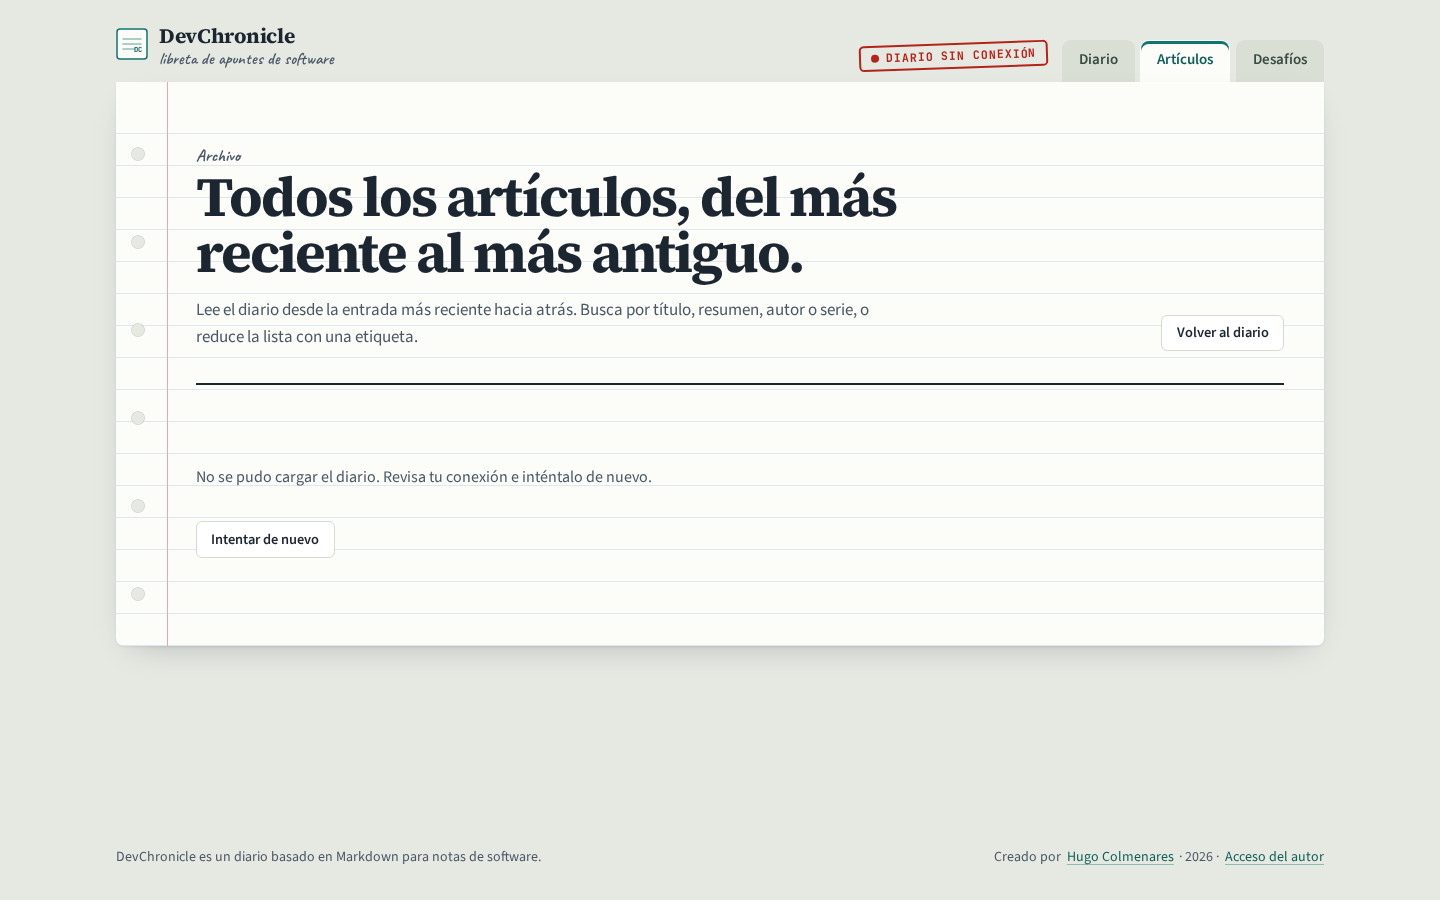 DC
DevChronicle
libreta de apuntes de software
DIARIO SIN CONEXIÓN
Diario
Artículos
Desafíos
Archivo
Todos los artículos, del más
reciente al más antiguo.
Lee el diario desde la entrada más reciente hacia atrás. Busca por título, resumen, autor o serie, o
reduce la lista con una etiqueta.
Volver al diario
No se pudo cargar el diario. Revisa tu conexión e inténtalo de nuevo.
Intentar de nuevo
DevChronicle es un diario basado en Markdown para notas de software.
Creado por Hugo Colmenares · 2026 · Acceso del autor